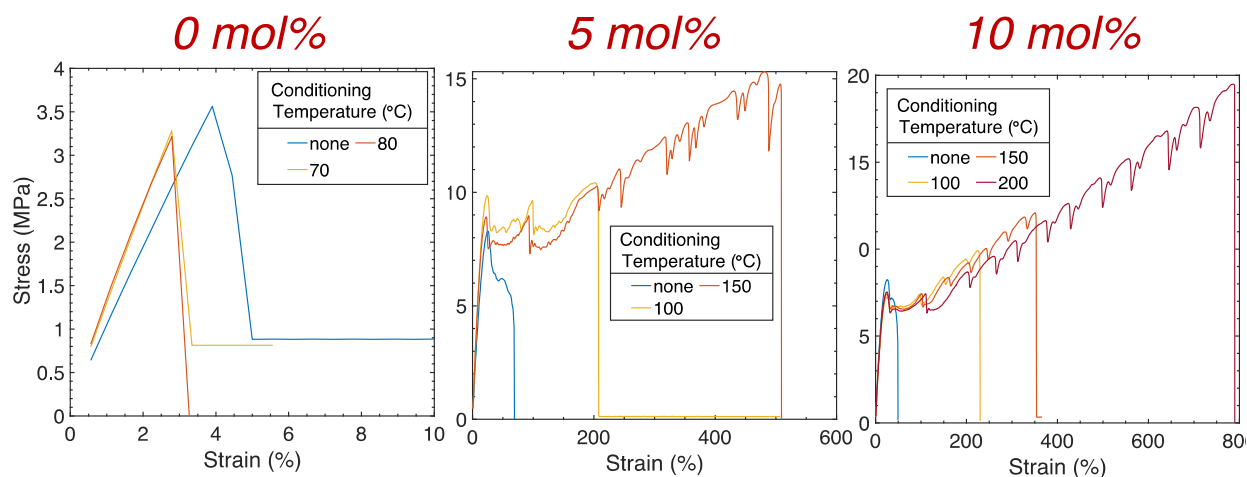 0 mol%
5 mol%
10 mol%
Stress (MPa)
4
3.5
3
2.5
2
1.5
1
0.5
0
0 2 4 6 8 10
Strain (%)
Conditioning
Temperature (°C)
none 80
70
15
10
5
0
0 200 400 600
Strain (%)
Conditioning
Temperature (°C)
none 150
100
20
15
0
5
0
0 200 400 600 800
Strain (%)
Conditioning
Temperature (°C)
none 150
100 200